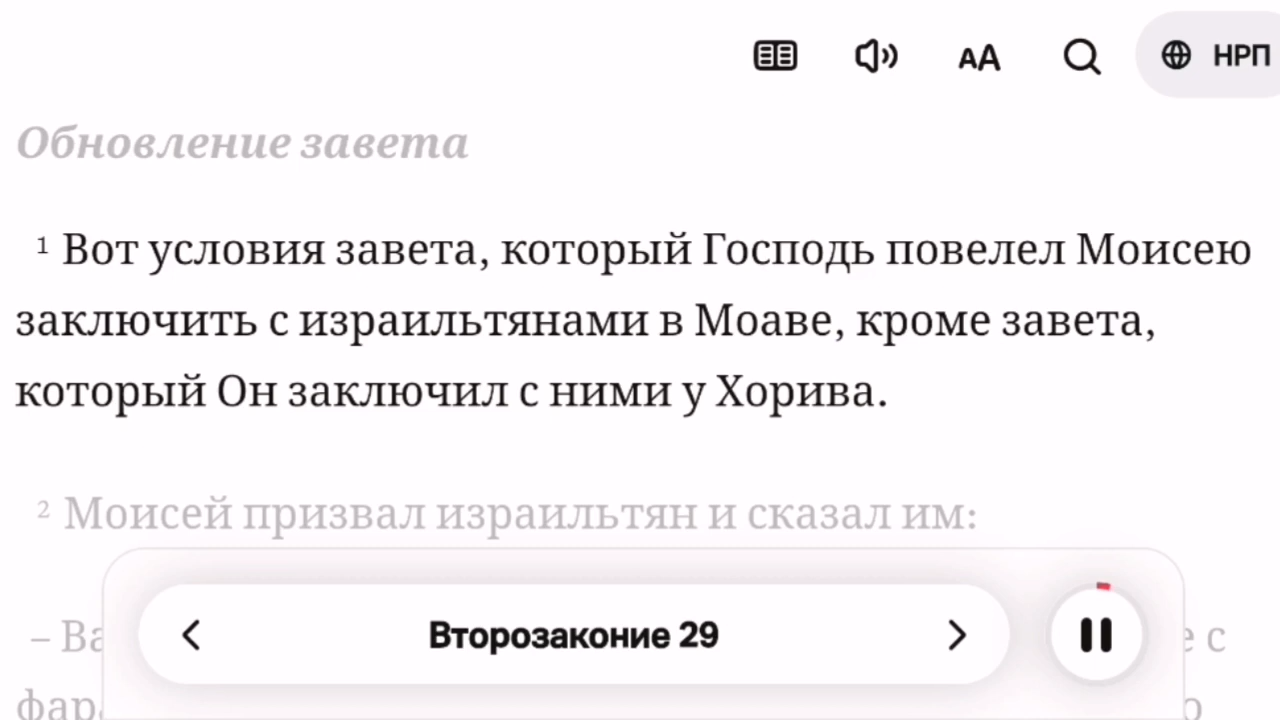 AA НРП
Обновление завета
1 Вот условия завета, который Господь повелел Моисею
заключить с израильтянами в Моаве, кроме завета,
который Он заключил с ними у Хорива.
2 Моисей призвал израильтян и сказал им:
с
Второзаконие 29